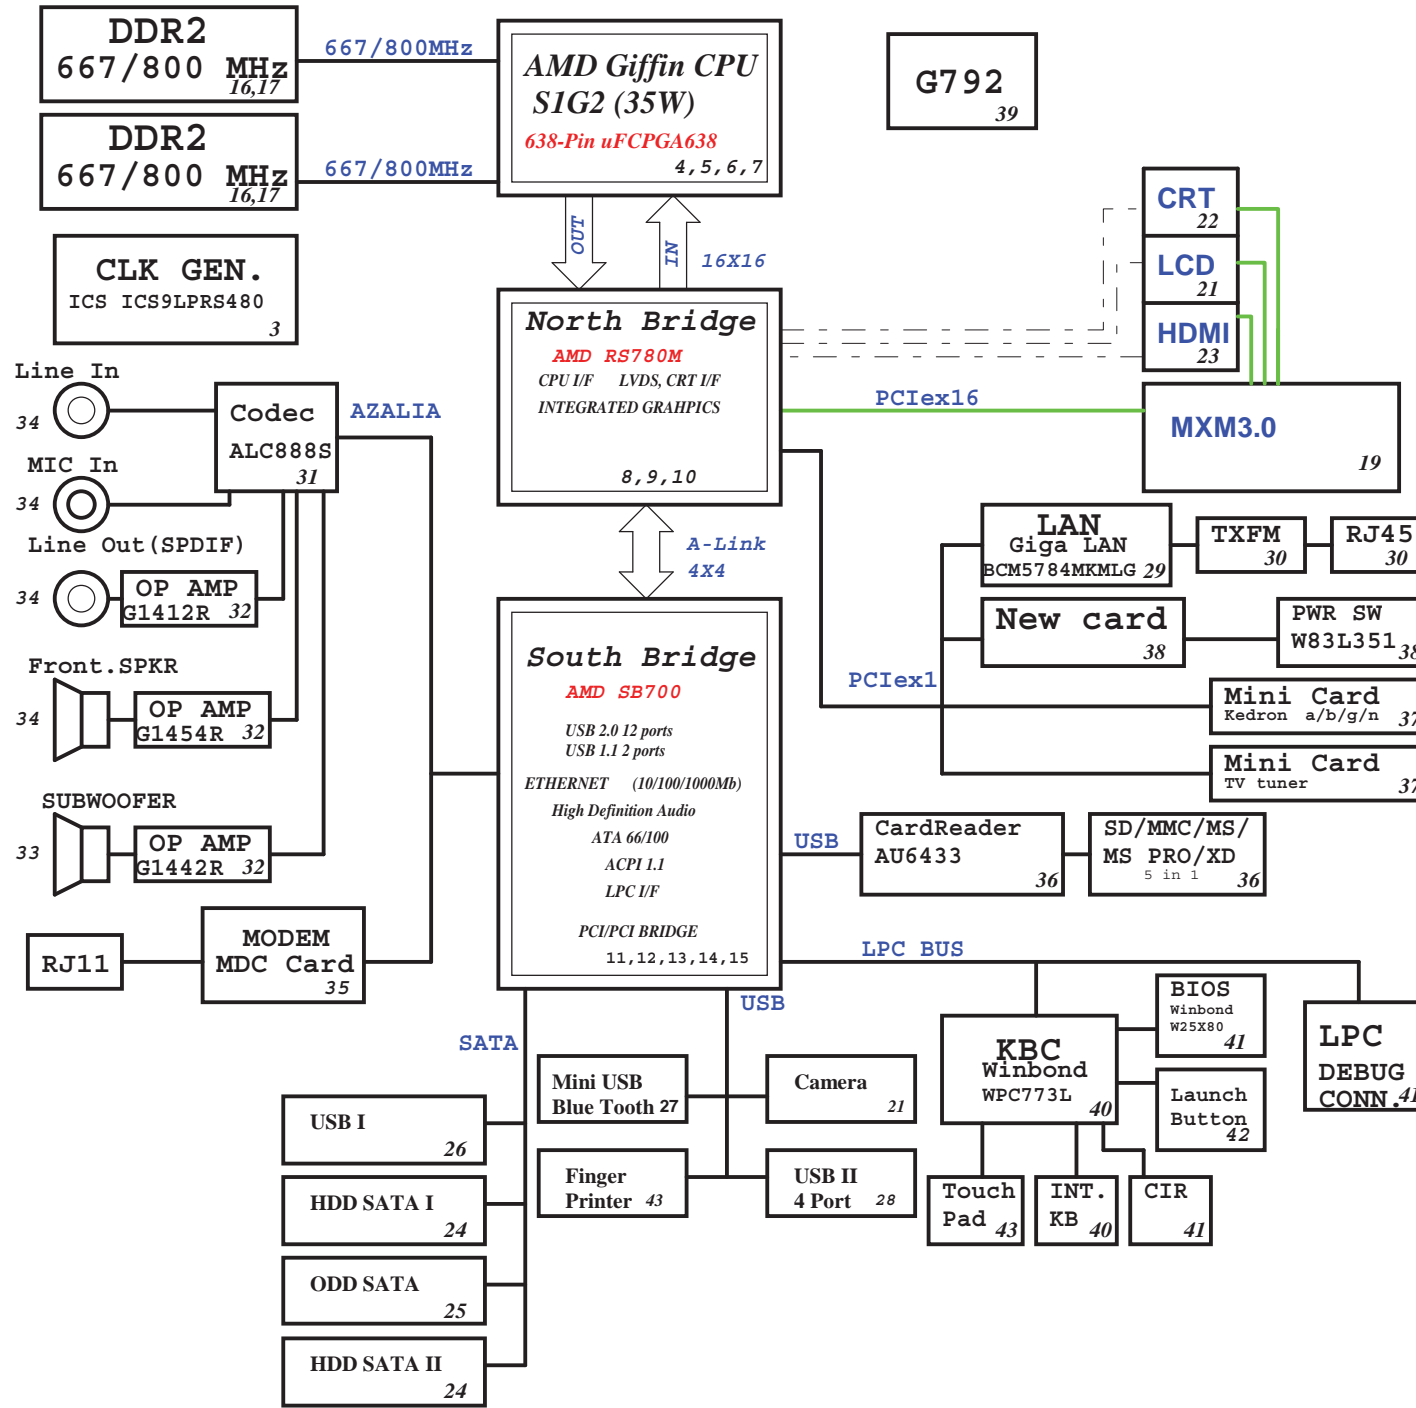 DDR2
667/800 MHz
16,17
667/800MHz
DDR2
667/800 MHz
16,17
667/800MHz
AMD Giffin CPU
S1G2 (35W)
638-Pin uFCPGA638
4,5,6,7
G792
39
CLK GEN.
ICS ICS9LPRS480
3
OUT
IN
16X16
CRT
22
LCD
21
HDMI
23
North Bridge
AMD RS780M
CPU I/F LVDS, CRT I/F
INTEGRATED GRAHPICS
8,9,10
PCIex16
MXM3.0
19
Line In
34
Codec
ALC888S
31
AZALIA
MIC In
34
Line Out(SPDIF)
34
OP AMP
G1412R 32
Front.SPKR
34
OP AMP
G1454R 32
SUBWOOFER
33
OP AMP
G1442R 32
RJ11
MODEM
MDC Card
35
A-Link
4X4
South Bridge
AMD SB700
USB 2.0 12 ports
USB 1.1 2 ports
ETHERNET (10/100/1000Mb)
High Definition Audio
ATA 66/100
ACPI 1.1
LPC I/F
PCI/PCI BRIDGE
11,12,13,14,15
LAN
Giga LAN
BCM5784MKMLG 29
TXFM
30
RJ45
30
New card
38
PWR SW
W83L351
38
PCIex1
Mini Card
Kedron a/b/g/n
37
Mini Card
TV tuner
37
USB
CardReader
AU6433
36
SD/MMC/MS/
MS PRO/XD
5 in 1
36
LPC BUS
USB
SATA
KBC
Winbond
WPC773L
40
BIOS
Winbond
W25X80
41
Launch
Button
42
LPC
DEBUG
CONN.
41
Touch
Pad 43
INT.
KB 40
CIR
41
Mini USB
Blue Tooth 27
Camera
21
Finger
Printer 43
USB II
4 Port 28
USB I
26
HDD SATA I
24
ODD SATA
25
HDD SATA II
24